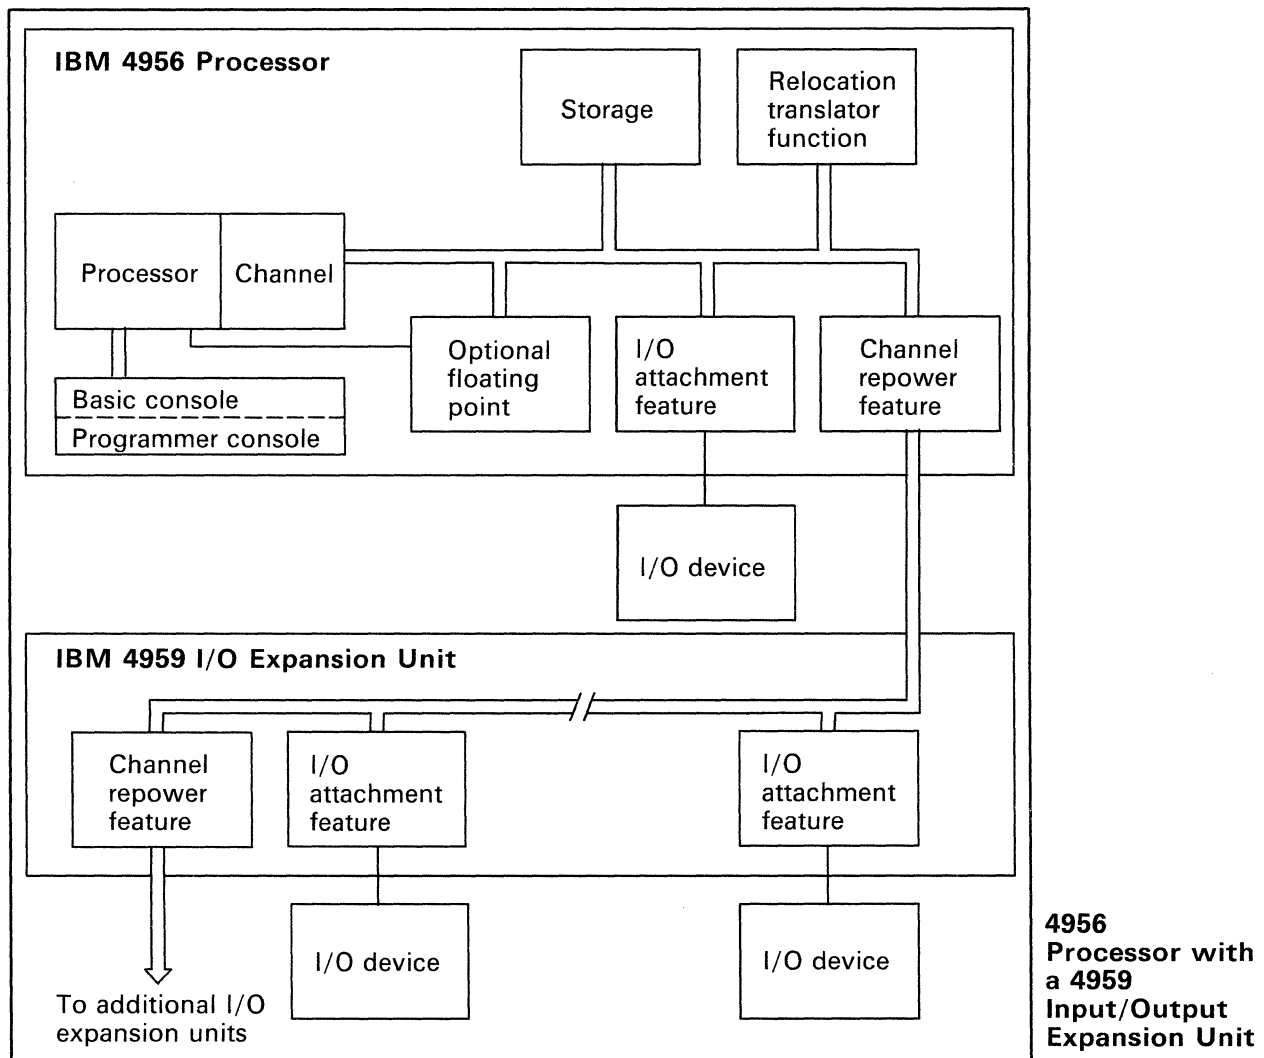 IBM 4956 Processor
Storage
Relocation
translator
function
Processor
Channel
Optional
floating
point
I/O
attachment
feature
Channel
repower
feature
Basic console
Programmer console
I/O device
IBM 4959 I/O Expansion Unit
Channel
repower
feature
I/O
attachment
feature
I/O
attachment
feature
I/O device
I/O device
To additional I/O
expansion units
4956
Processor with
a 4959
Input/Output
Expansion Unit